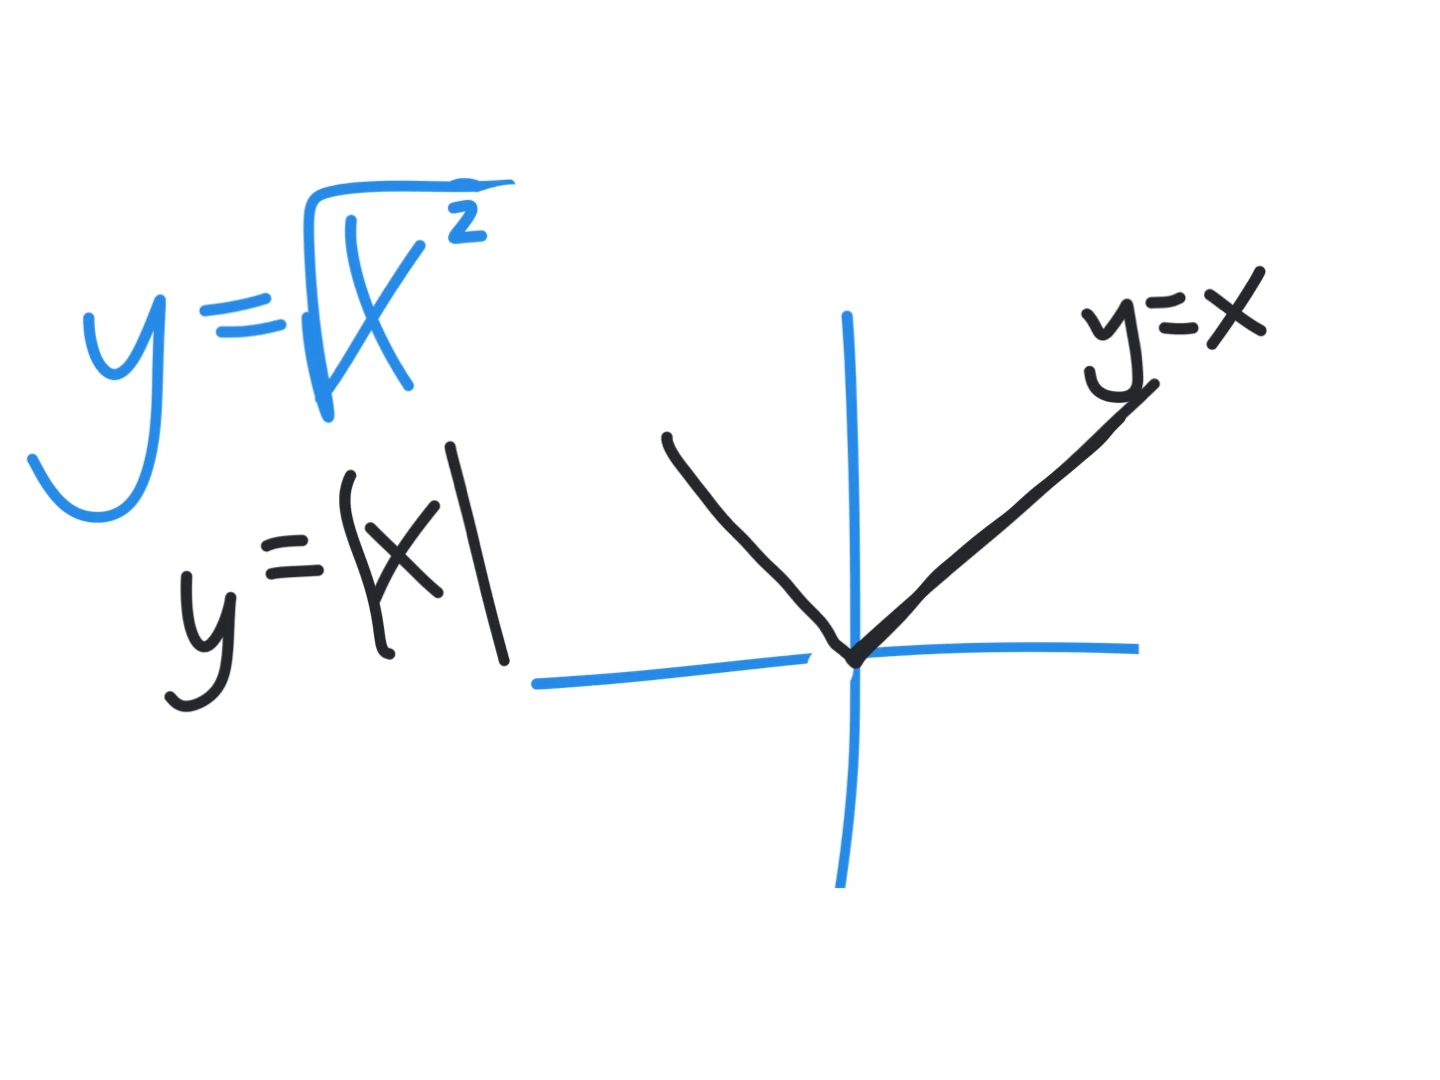 y = √x²
y = |x|
y = x